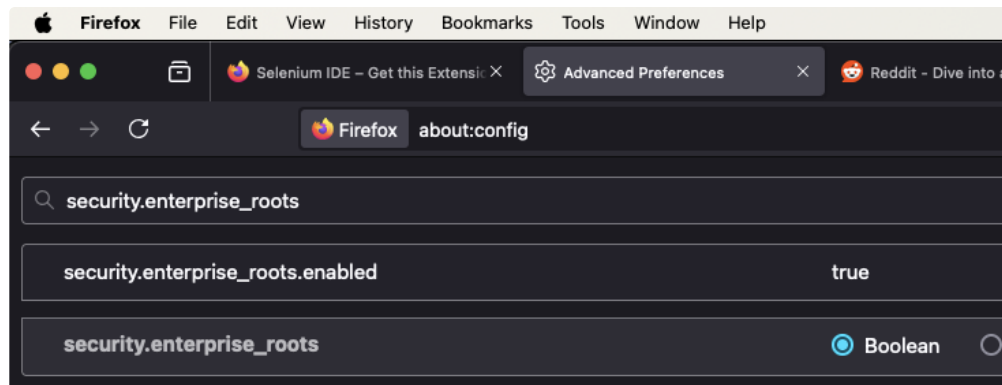 Firefox File Edit View History Bookmarks Tools Window Help
Selenium IDE – Get this Extensic Advanced Preferences Reddit - Dive into a
Firefox about:config
security.enterprise_roots
security.enterprise_roots.enabled true
security.enterprise_roots Boolean